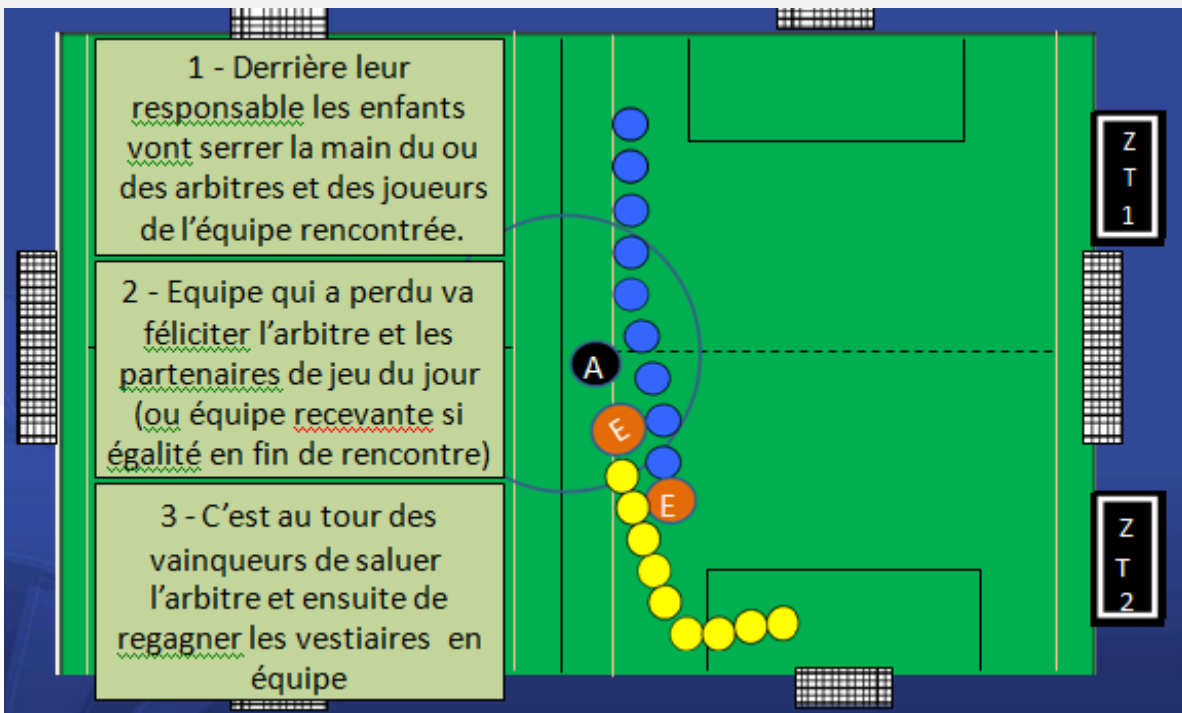 1 - Derrière leur
responsable les enfants
vont serrer la main du ou
des arbitres et des joueurs
de l'équipe rencontrée.
2 - Equipe qui a perdu va
féliciter l'arbitre et les
partenaires de jeu du jour
(ou équipe recevante si
égalité en fin de rencontre)
3 - C'est au tour des
vainqueurs de saluer
l'arbitre et ensuite de
regagner les vestiaires en
équipe
A
E
E
Z
T
1
Z
T
2